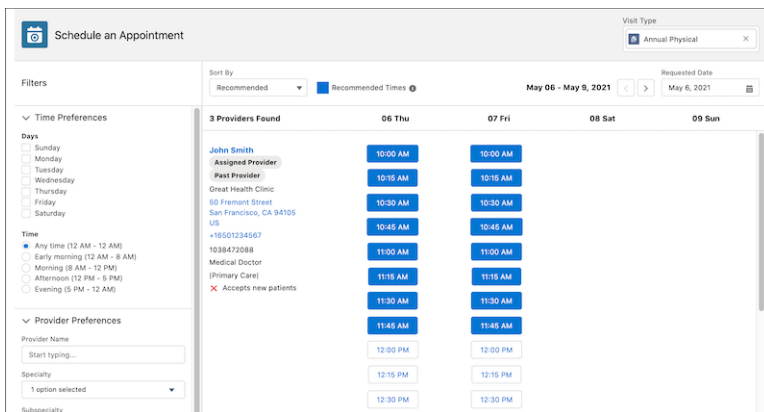 Schedule an Appointment
Visit Type
Annual Physical
Filters
Sort By
Recommended
Recommended Times
May 06 - May 9, 2021
Requested Date
May 6, 2021
Time Preferences
Days
Sunday
Monday
Tuesday
Wednesday
Thursday
Friday
Saturday
Time
Any time (12 AM - 12 AM)
Early morning (12 AM - 8 AM)
Morning (8 AM - 12 PM)
Afternoon (12 PM - 5 PM)
Evening (5 PM - 12 AM)
Provider Preferences
Provider Name
Start typing...
Specialty
1 option selected
Subspecialty
3 Providers Found 06 Thu 07 Fri 08 Sat 09 Sun
John Smith
Assigned Provider
Past Provider
Great Health Clinic
50 Fremont Street
San Francisco, CA 94105
US
+16501234567
1038472088
Medical Doctor
(Primary Care)
Accepts new patients
10:00 AM 10:00 AM
10:15 AM 10:15 AM
10:30 AM 10:30 AM
10:45 AM 10:45 AM
11:00 AM 11:00 AM
11:15 AM 11:15 AM
11:30 AM 11:30 AM
11:45 AM 11:45 AM
12:00 PM 12:00 PM
12:15 PM 12:15 PM
12:30 PM 12:30 PM